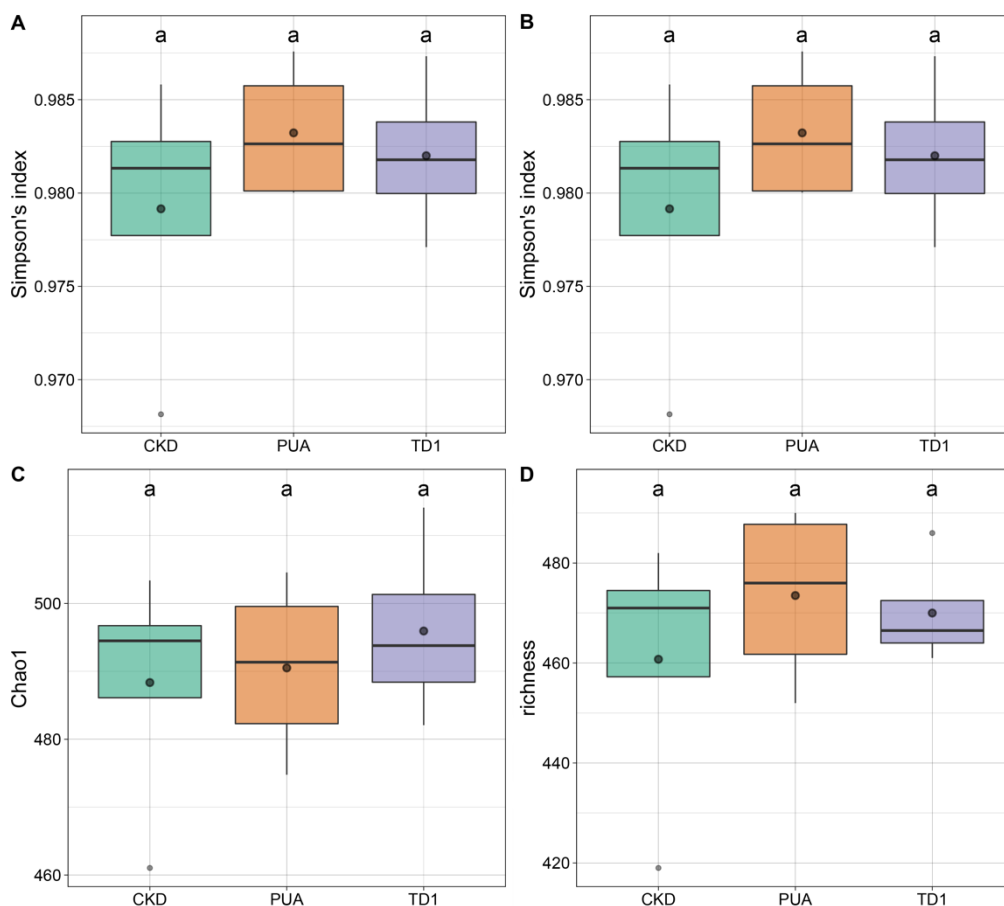 A
a a a
Simpson's index
0.985
0.980
0.975
0.970
CKD PUA TD1
B
a a a
Simpson's index
0.985
0.980
0.975
0.970
CKD PUA TD1
C
a a a
Chao1
500
480
460
CKD PUA TD1
D
a a a
richness
480
460
440
420
CKD PUA TD1